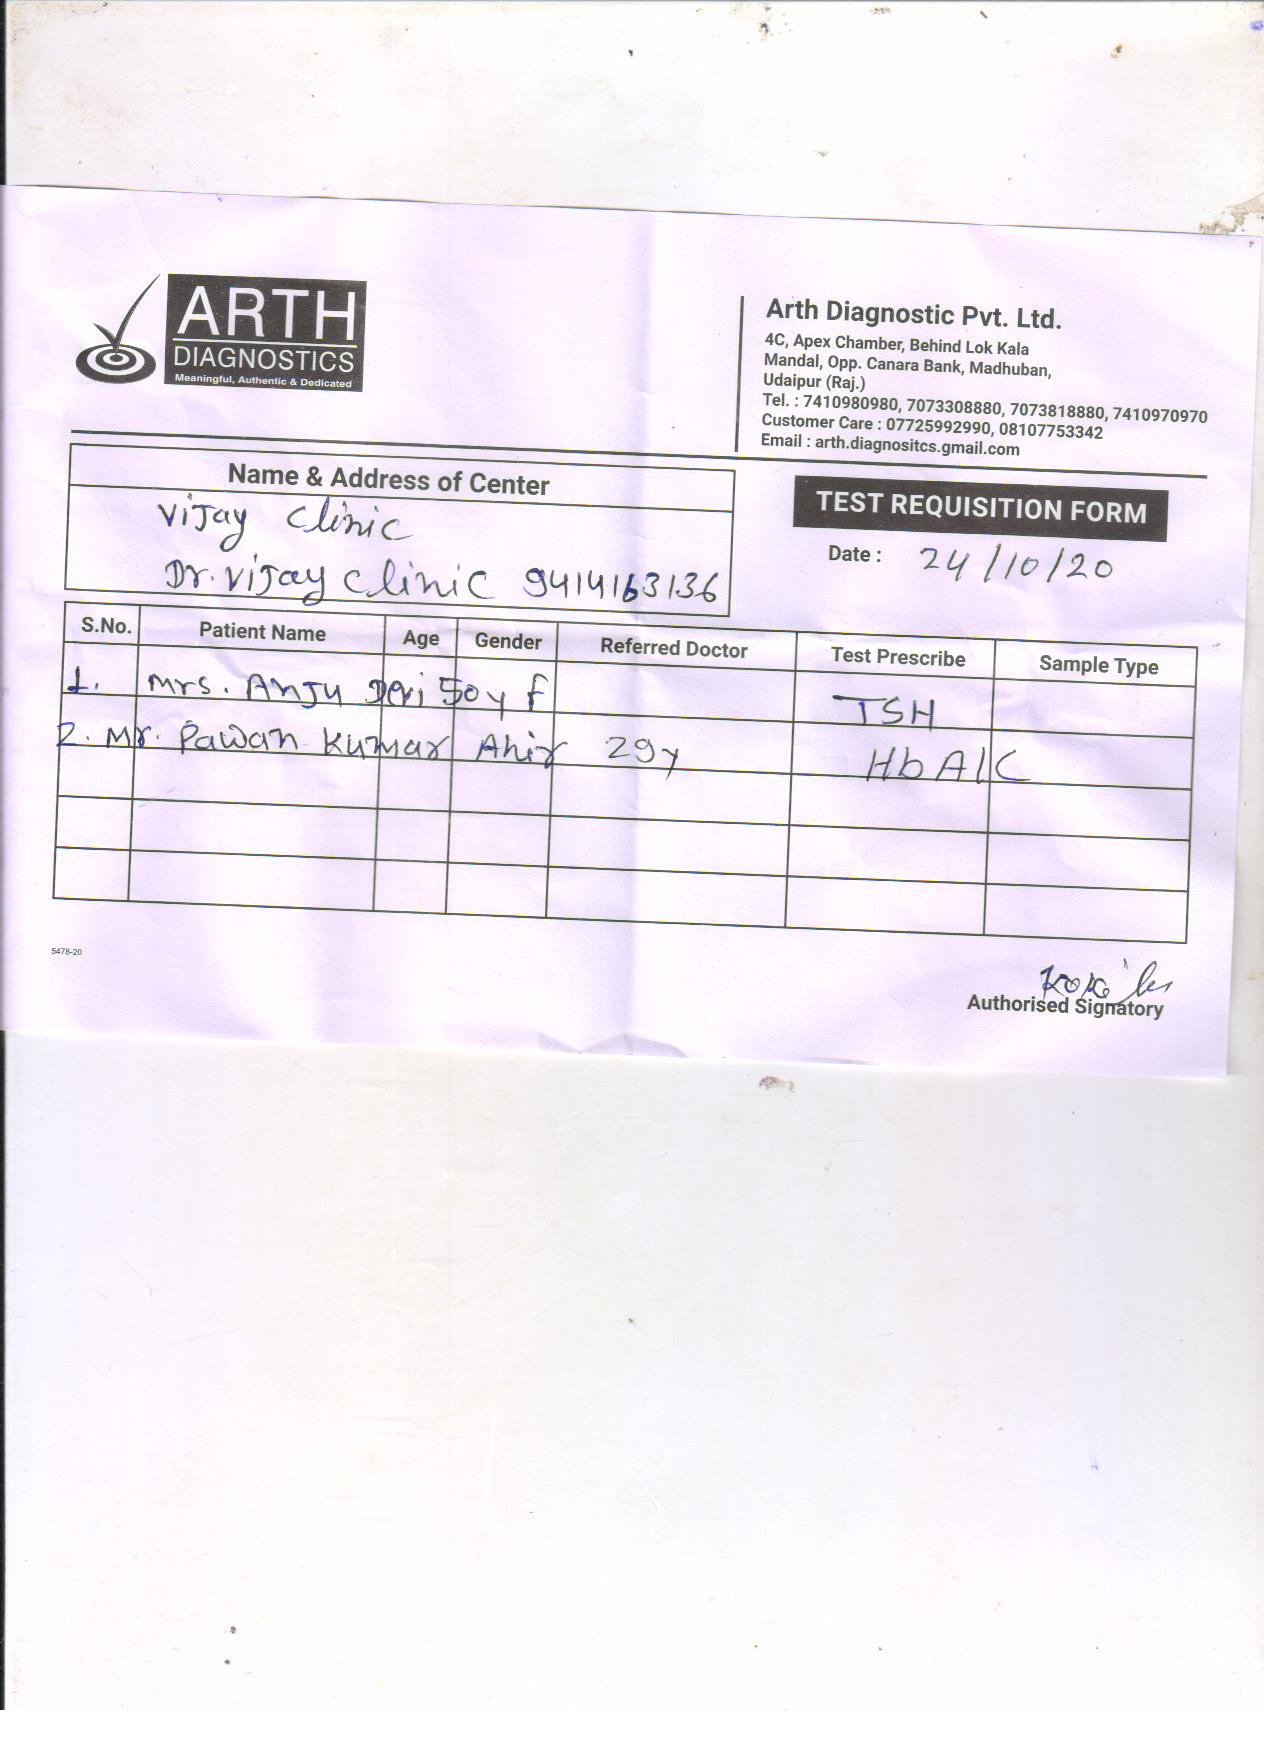 ARTH
DIAGNOSTICS
Meaningful, Authentic & Dedicated
Arth Diagnostic Pvt. Ltd.
4C, Apex Chamber, Behind Lok Kala
Mandal, Opp. Canara Bank, Madhuban,
Udaipur (Raj.)
Tel. : 7410980980, 7073308880, 7073818880, 7410970970
Customer Care : 07725992990, 08107753342
Email : arth.diagnositcs.gmail.com
Name & Address of Center
Vijay Clinic
Dr. Vijay Clinic 9414163136
TEST REQUISITION FORM
Date : 24/10/20
S.No. Patient Name Age Gender Referred Doctor Test Prescribe Sample Type
1. Mrs. Anju Devi 50y F TSH
2. Mr. Pawan Kumar Ahir 29y HbA1C
5478-20
Authorised Signatory